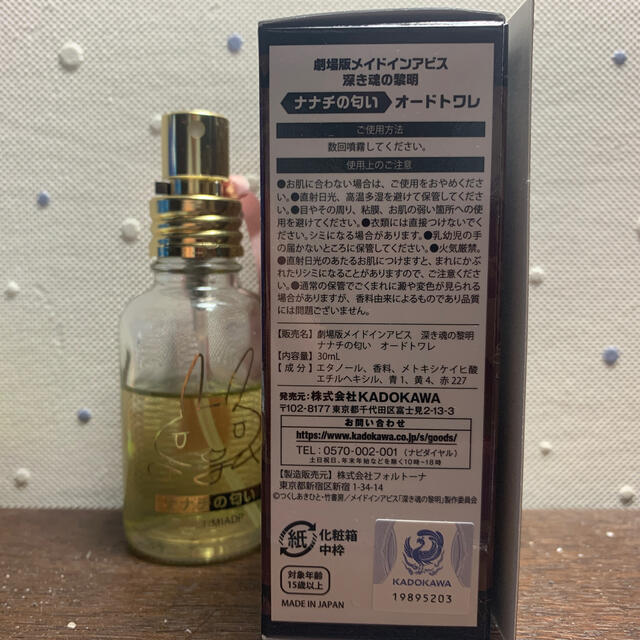 劇場版メイドインアビス
深き魂の黎明
ナナチの匂い オードトワレ
ご使用方法
数回噴霧してください。
使用上のご注意
●お肌に合わない場合は、ご使用をおやめくださ
い。●直射日光、高温多湿を避けて保管してくださ
い。●目やその周り、粘膜、お肌の弱い箇所への使
用を避けてください。●衣類には直接つけないでく
ださい。シミになる場合があります。●乳幼児の手
の届かないところに保管してください。●火気厳禁。
●直射日光のあたるお肌につけますと、まれにかぶ
れたりシミになることがありますので、ご注意くださ
い。●通常の保管でごくまれに澱や変色が見られる
場合がありますが、香料由来によるものであり品質
には問題ございません。
【販売名】劇場版メイドインアビス 深き魂の黎明
ナナチの匂い オードトワレ
【内容量】30mL
【成分】エタノール、香料、メトキシケイヒ酸
エチルヘキシル、青1、黄4、赤227
発売元:株式会社KADOKAWA
〒102-8177 東京都千代田区富士見2-13-3
お問い合わせ
https://www.kadokawa.co.jp/s/goods/
TEL:0570-002-001(ナビダイヤル)
土日祝日、年末年始などを除く10時~18時
【製造販売元】株式会社フォルトーナ
東京都新宿区新宿1-34-14
©つくしあきひと・竹書房/メイドインアビス「深き魂の黎明」製作委員会
紙 化粧箱
中枠
対象年齢
15歳以上
MADE IN JAPAN
KADOKAWA
19895203
ナナチの匂い